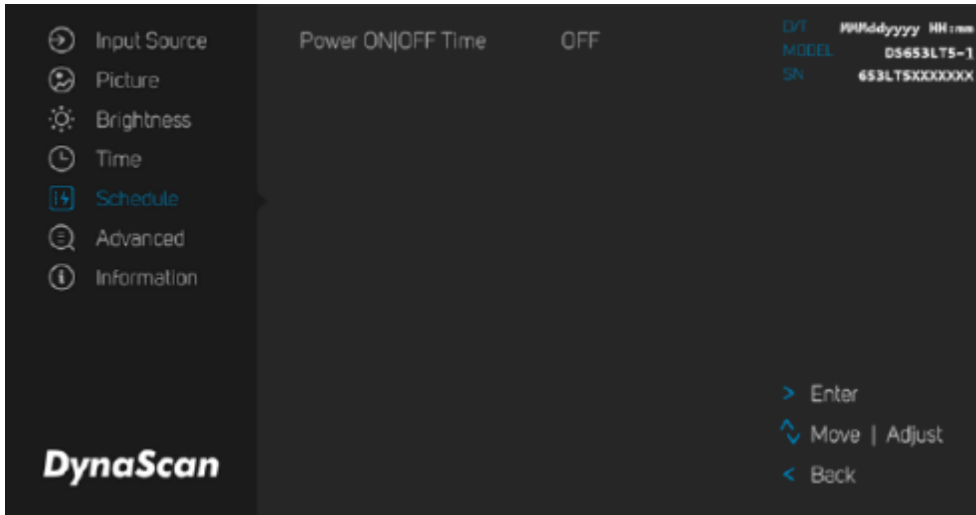 Input Source
Picture
Brightness
Time
Schedule
Advanced
Information
DynaScan
Power ON|OFF Time OFF
D/T MMMddyyyy HH:mm
MODEL DS653LT5-1
SN 653LT5XXXXXXX
> Enter
Move | Adjust
< Back